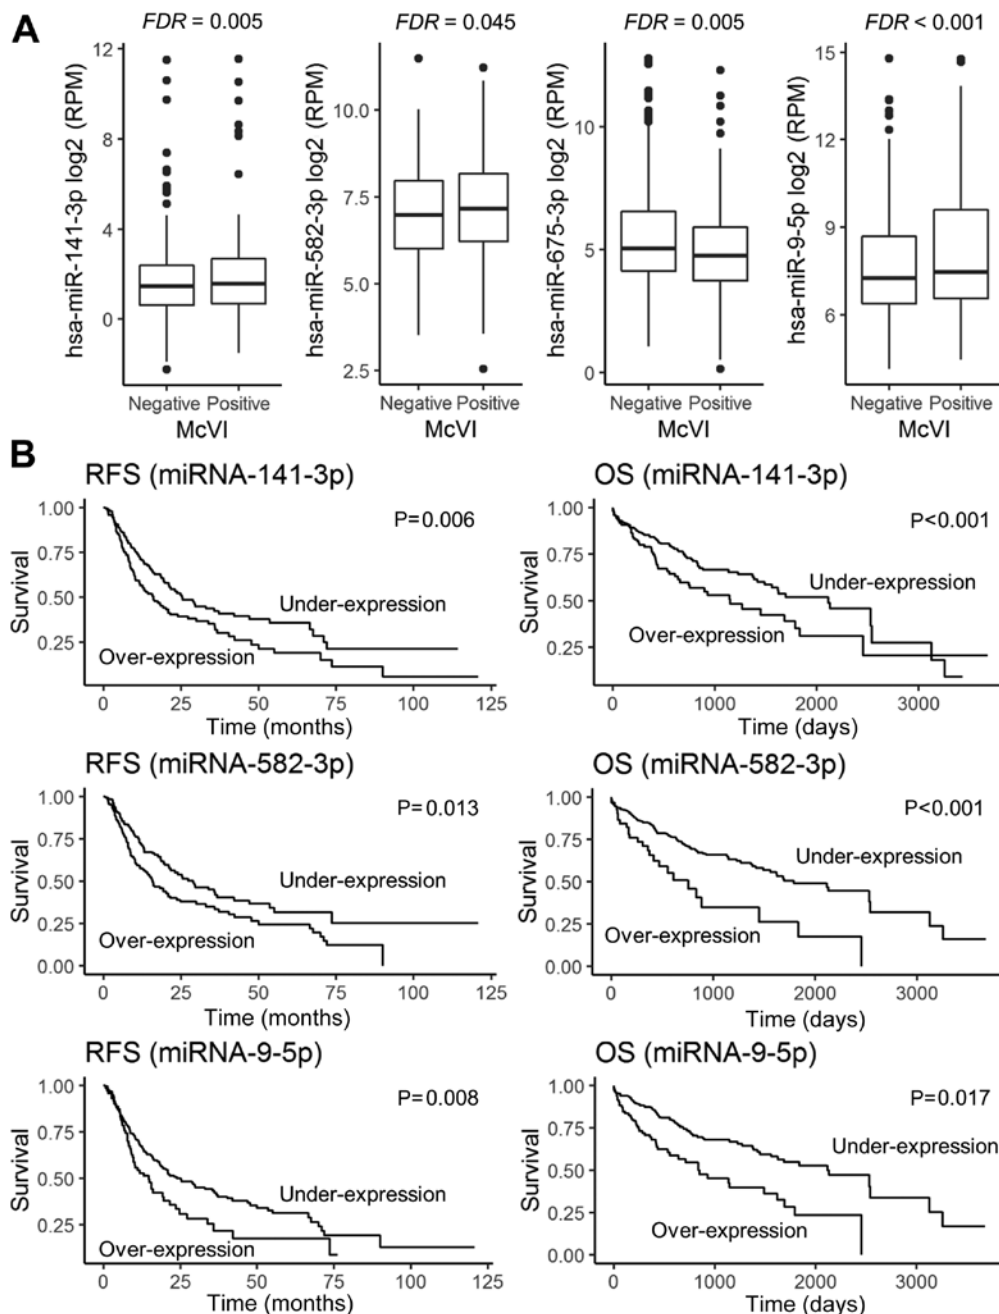 A
FDR = 0.005
hsa-miR-141-3p log2 (RPM)
12
8
4
0
Negative Positive
McVI
FDR = 0.045
hsa-miR-582-3p log2 (RPM)
10.0
7.5
5.0
2.5
Negative Positive
McVI
FDR = 0.005
hsa-miR-675-3p log2 (RPM)
10
5
0
Negative Positive
McVI
FDR < 0.001
hsa-miR-9-5p log2 (RPM)
15
12
9
6
Negative Positive
McVI
B
RFS (miRNA-141-3p)
P=0.006
Survival
1.00
0.75
0.50
0.25
Under-expression
Over-expression
0 25 50 75 100 125
Time (months)
OS (miRNA-141-3p)
P<0.001
Survival
1.00
0.75
0.50
0.25
Under-expression
Over-expression
0 1000 2000 3000
Time (days)
RFS (miRNA-582-3p)
P=0.013
Survival
1.00
0.75
0.50
0.25
0.00
Under-expression
Over-expression
0 25 50 75 100 125
Time (months)
OS (miRNA-582-3p)
P<0.001
Survival
1.00
0.75
0.50
0.25
0.00
Under-expression
Over-expression
0 1000 2000 3000
Time (days)
RFS (miRNA-9-5p)
P=0.008
Survival
1.00
0.75
0.50
0.25
Under-expression
Over-expression
0 25 50 75 100 125
Time (months)
OS (miRNA-9-5p)
P=0.017
Survival
1.00
0.75
0.50
0.25
0.00
Under-expression
Over-expression
0 1000 2000 3000
Time (days)